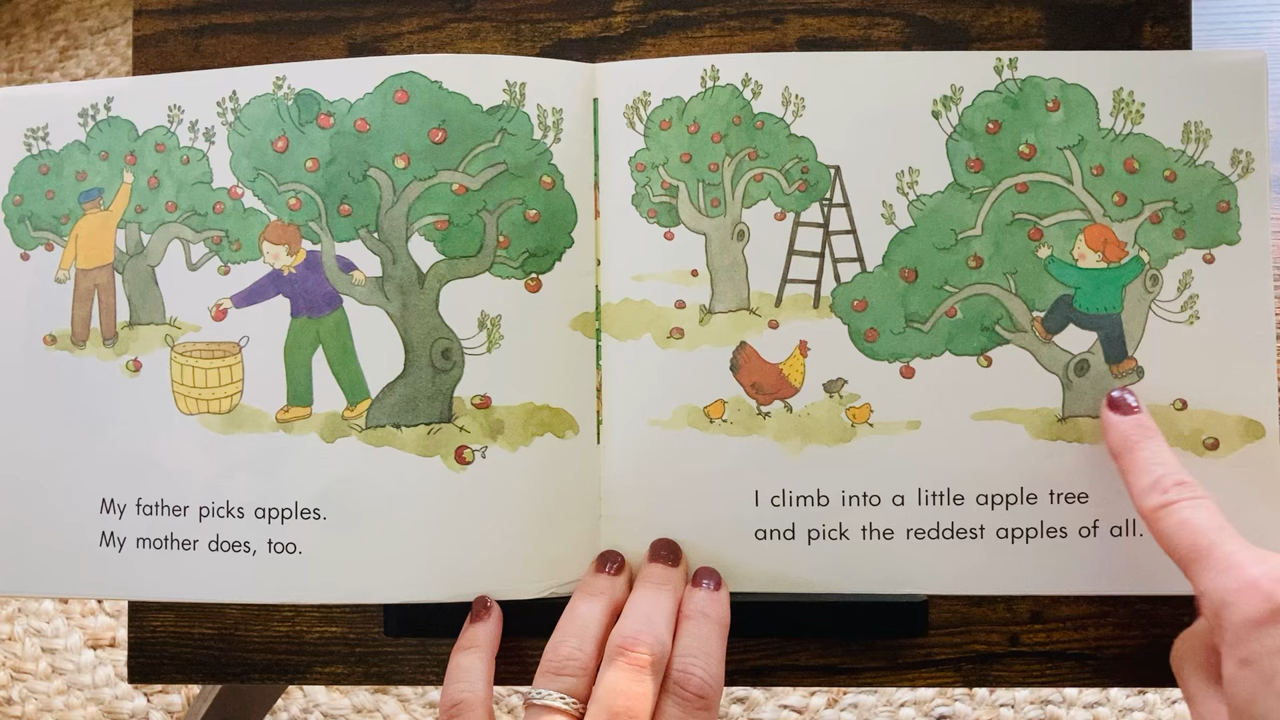 My father picks apples.
My mother does, too.
I climb into a little apple tree
and pick the reddest apples of all.